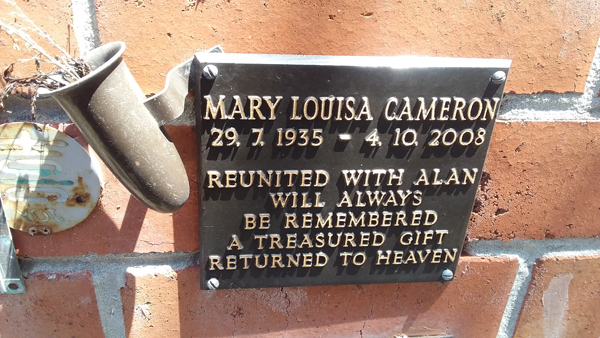 MARY LOUISA CAMERON
29. 7. 1935 - 4. 10. 2008
REUNITED WITH ALAN
WILL ALWAYS
BE REMEMBERED
A TREASURED GIFT
RETURNED TO HEAVEN